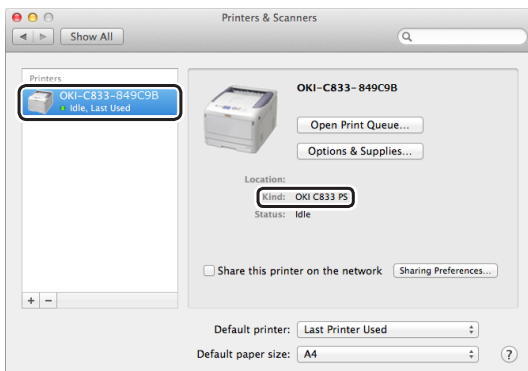 Printers & Scanners
Show All
Printers
OKI-C833-849C9B
Idle, Last Used
OKI-C833-849C9B
Open Print Queue...
Options & Supplies...
Location:
Kind: OKI C833 PS
Status: Idle
Share this printer on the network Sharing Preferences...
+ −
Default printer: Last Printer Used
Default paper size: A4 ?